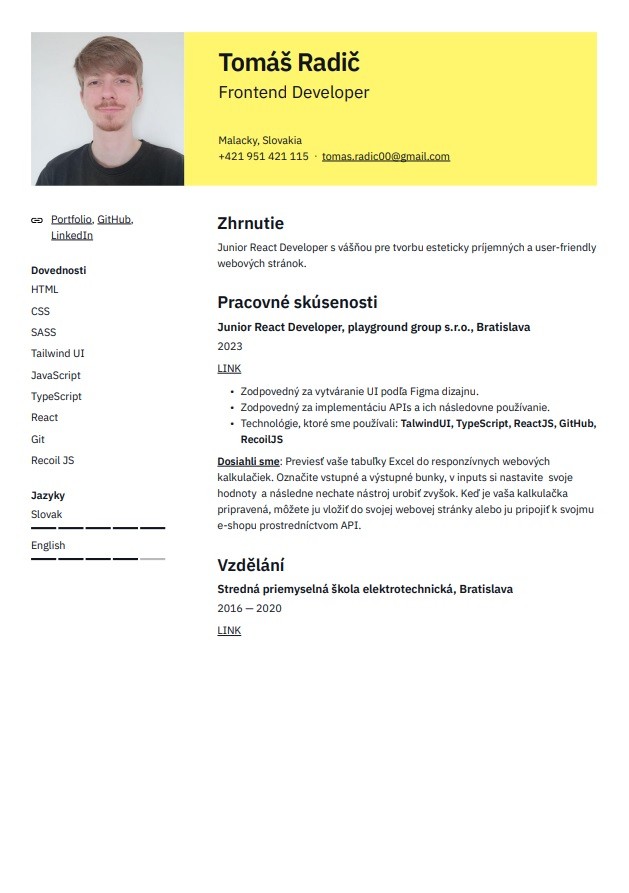 Tomáš Radič
Frontend Developer
Malacky, Slovakia
+421 951 421 115 · tomas.radic00@gmail.com
Portfolio, GitHub,
LinkedIn
Dovednosti
HTML
CSS
SASS
Tailwind UI
JavaScript
TypeScript
React
Git
Recoil JS
Jazyky
Slovak
English
Zhrnutie
Junior React Developer s vášňou pre tvorbu esteticky príjemných a user-friendly
webových stránok.
Pracovné skúsenosti
Junior React Developer, playground group s.r.o., Bratislava
2023
LINK
• Zodpovedný za vytváranie UI podľa Figma dizajnu.
• Zodpovedný za implementáciu APIs a ich následovne používanie.
• Technológie, ktoré sme používali: TalwindUI, TypeScript, ReactJS, GitHub,
RecoilJS
Dosiahli sme: Previesť vaše tabuľky Excel do responzívnych webových
kalkulačiek. Označite vstupné a výstupné bunky, v inputs si nastavite svoje
hodnoty a následne nechate nástroj urobiť zvyšok. Keď je vaša kalkulačka
pripravená, môžete ju vložiť do svojej webovej stránky alebo ju pripojiť k svojmu
e-shopu prostredníctvom API.
Vzdělání
Stredná priemyselná škola elektrotechnická, Bratislava
2016 — 2020
LINK